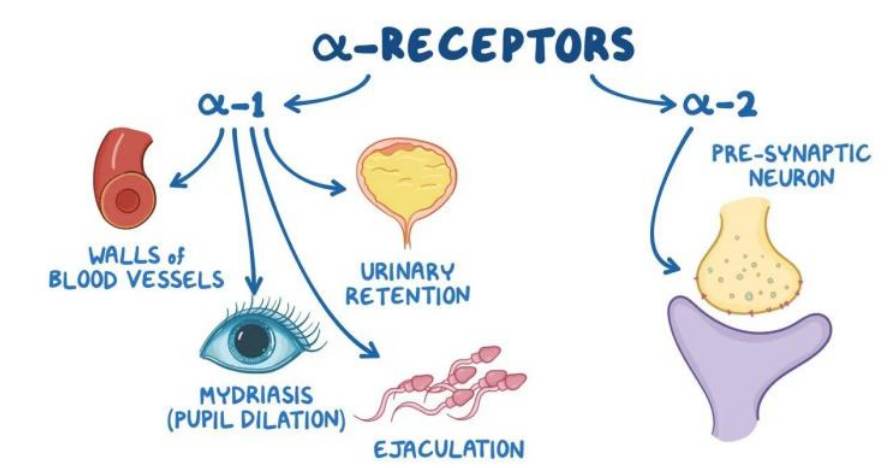 α-RECEPTORS
α-1
α-2
WALLS of
BLOOD VESSELS
MYDRIASIS
(PUPIL DILATION)
URINARY
RETENTION
EJACULATION
PRE-SYNAPTIC
NEURON